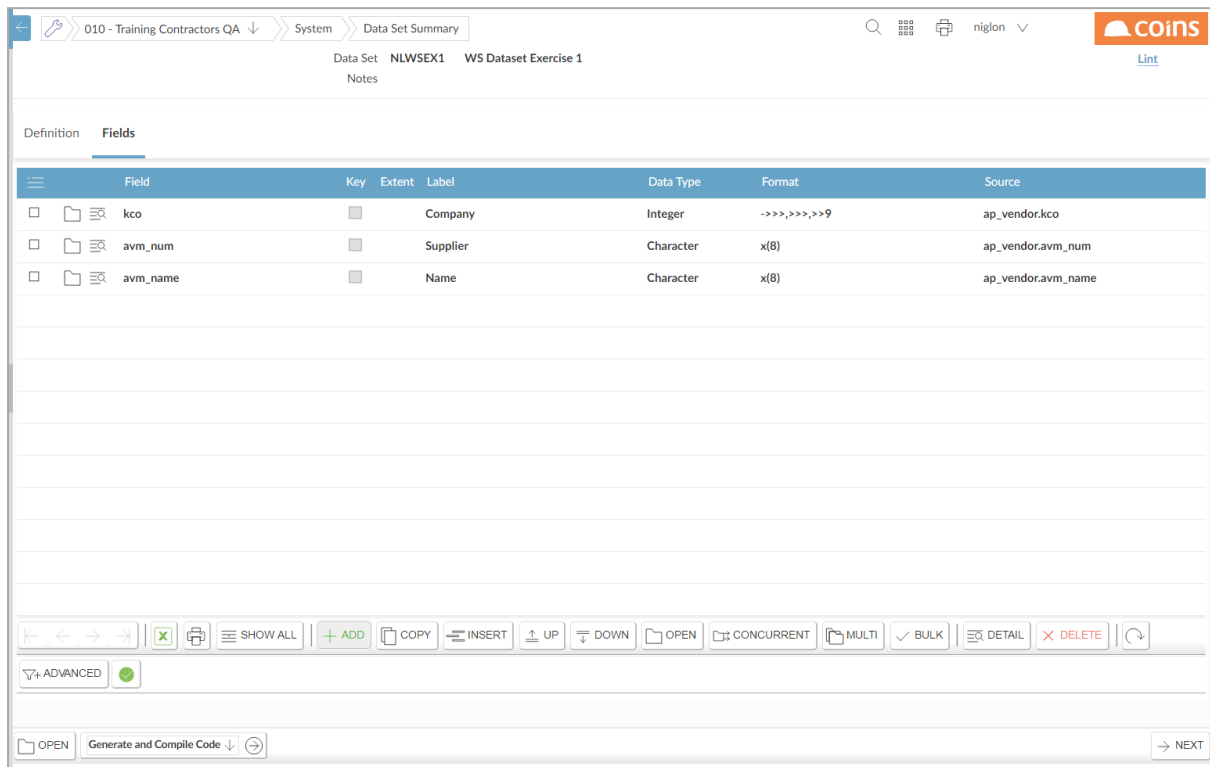 010 - Training Contractors QA System Data Set Summary niglon coins
Data Set NLWSEX1 WS Dataset Exercise 1 Lint
Notes
Definition Fields
Field Key Extent Label Data Type Format Source
kco Company Integer ->>>,>>>,>>9 ap_vendor.kco
avm_num Supplier Character x(8) ap_vendor.avm_num
avm_name Name Character x(8) ap_vendor.avm_name
SHOW ALL + ADD COPY INSERT UP DOWN OPEN CONCURRENT MULTI BULK DETAIL DELETE
ADVANCED
OPEN Generate and Compile Code NEXT